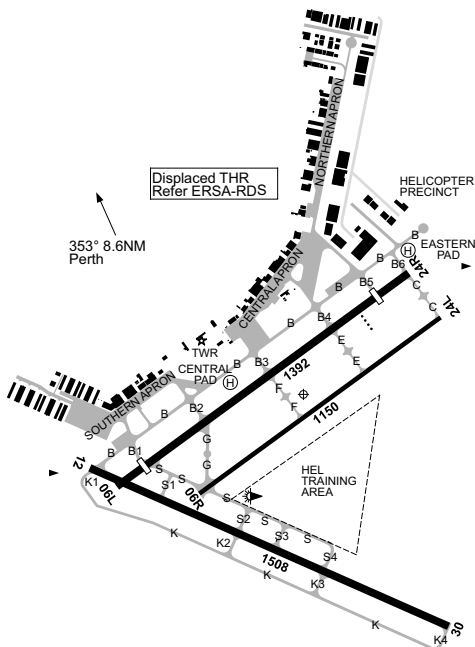 NORTHERN APRON
Displaced THR
Refer ERSA-RDS
HELICOPTER
PRECINCT
353° 8.6NM
Perth
B
H
EASTERN
PAD
B
B6
24R
CENTRAL APRON
B
B5
C
C
24L
B
B4
TWR
E
E
CENTRAL
PAD
H
B
B3
1392
SOUTHERN APRON
B
B2
F
F
1150
B
B1
G
G
12
K1
06L
S
S1
S
06R
HEL
TRAINING
AREA
S
S2
S
S3
S
S4
K
K2
1508
K
K3
K
K4
30